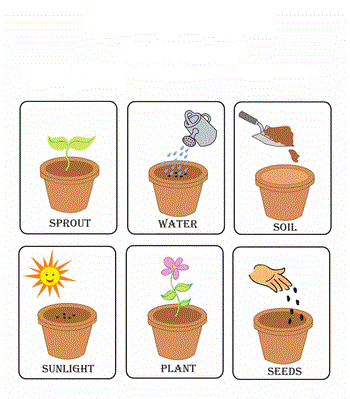 SPROUT
WATER
SOIL
SUNLIGHT
PLANT
SEEDS